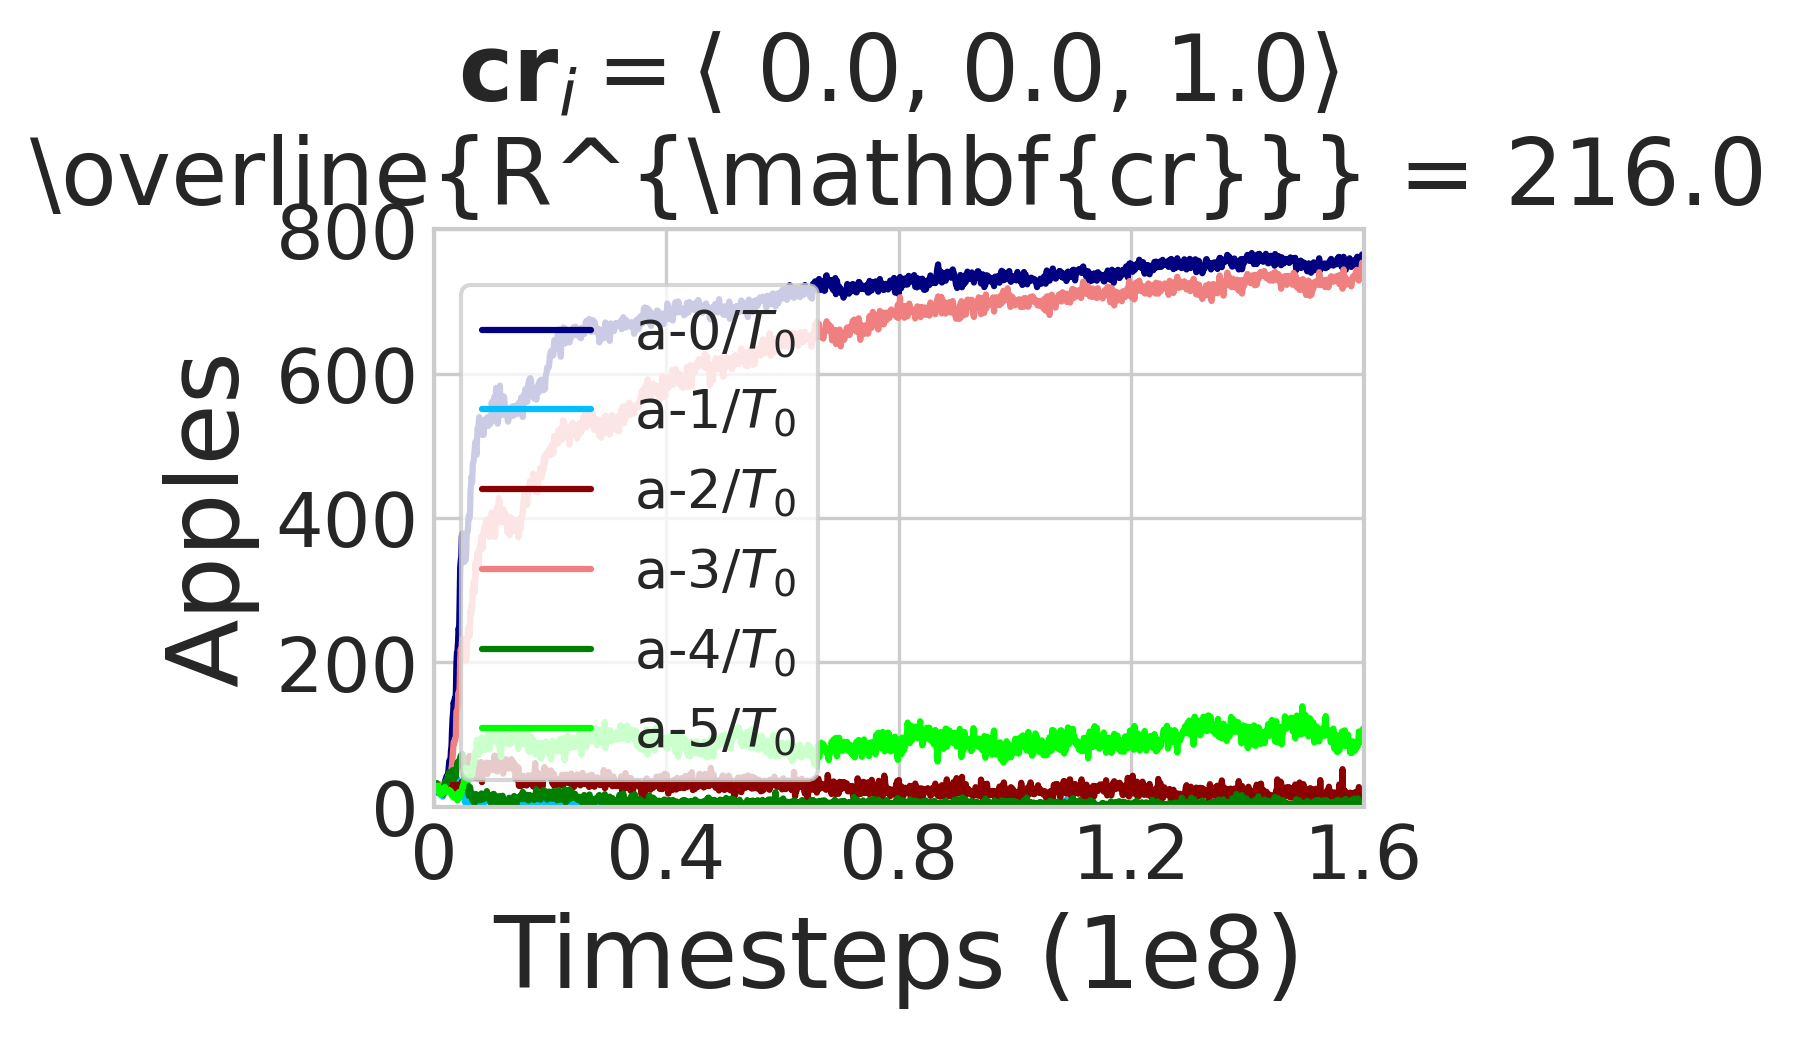 cr_i = ⟨ 0.0, 0.0, 1.0⟩
\overline{R^{\mathbf{cr}}} = 216.0
800
600
400
200
0
Apples
a-0/T_0
a-1/T_0
a-2/T_0
a-3/T_0
a-4/T_0
a-5/T_0
0 0.4 0.8 1.2 1.6
Timesteps (1e8)